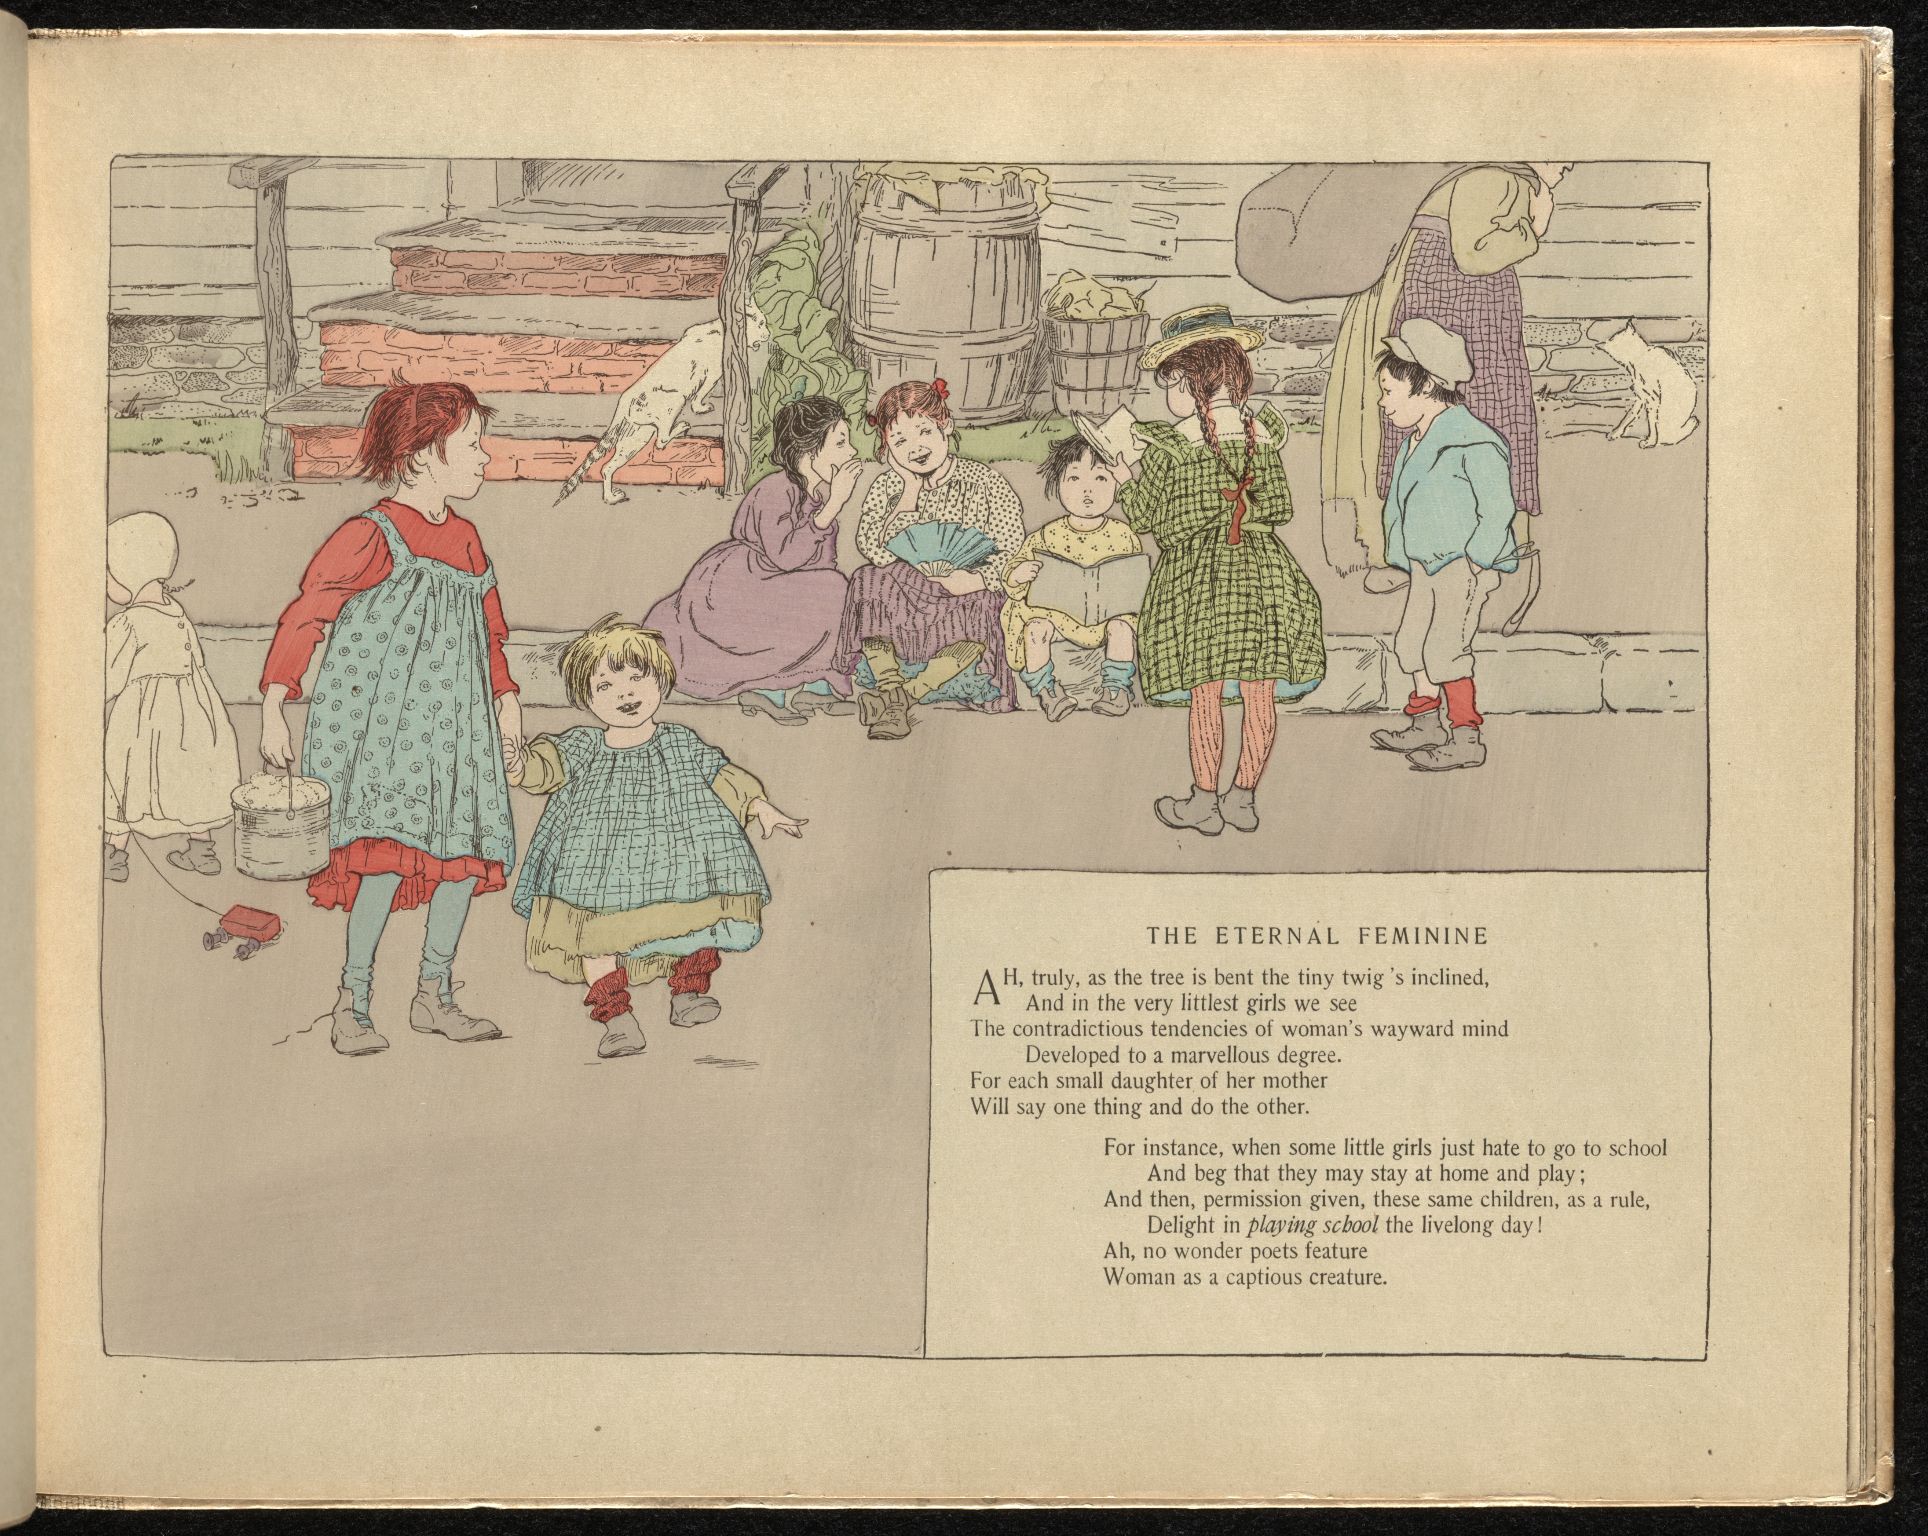 THE ETERNAL FEMININE
AH, truly, as the tree is bent the tiny twig 's inclined,
And in the very littlest girls we see
The contradictious tendencies of woman's wayward mind
Developed to a marvellous degree.
For each small daughter of her mother
Will say one thing and do the other.
For instance, when some little girls just hate to go to school
And beg that they may stay at home and play;
And then, permission given, these same children, as a rule,
Delight in playing school the livelong day!
Ah, no wonder poets feature
Woman as a captious creature.